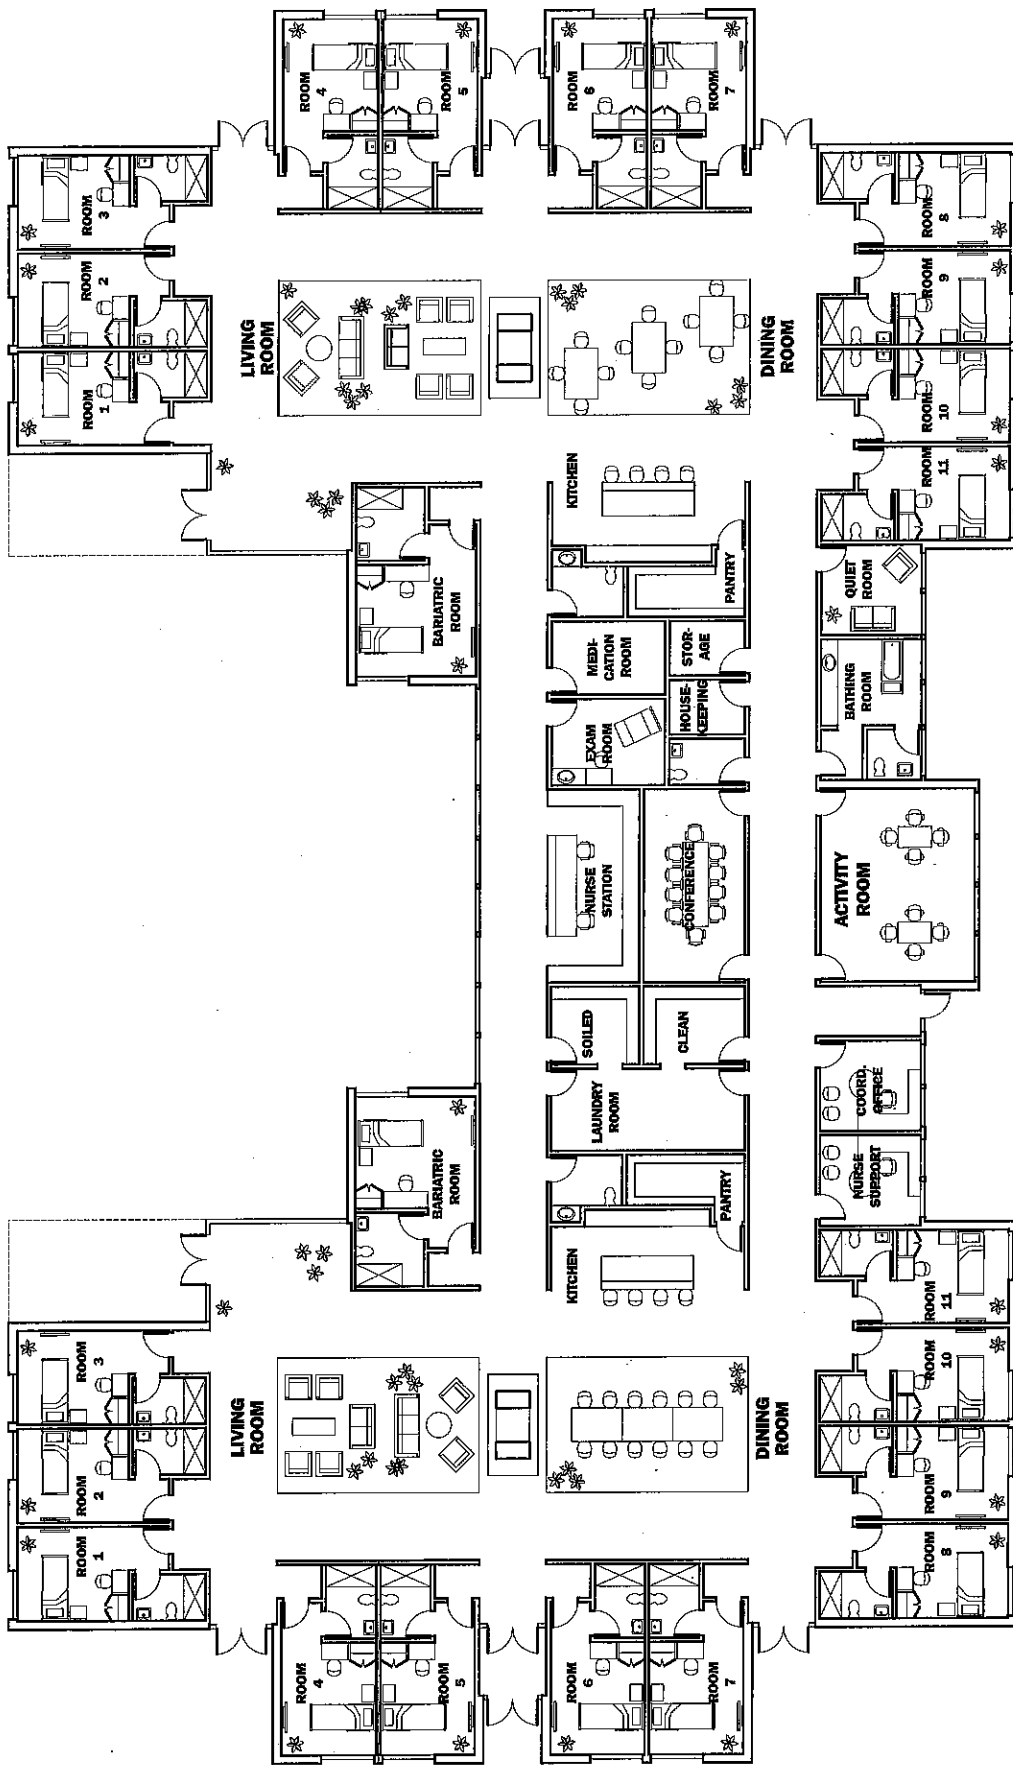 ROOM
1
ROOM
2
ROOM
3
ROOM
1
ROOM
2
ROOM
3
LIVING
ROOM
LIVING
ROOM
ROOM
4
ROOM
4
ROOM
5
BARIATRIC
ROOM
BARIATRIC
ROOM
ROOM
5
ROOM
6
KITCHEN
LAUNDRY
ROOM
SOILED
NURSE
STATION
EXAM
ROOM
MEDI-
CATION
ROOM
KITCHEN
ROOM
6
ROOM
7
PANTRY
CLEAN
CONFERENCE
HOUSE-
KEEPING
STOR-
AGE
PANTRY
ROOM
7
DINING
ROOM
DINING
ROOM
NURSE
SUPPORT
COORD.
OFFICE
ACTIVITY
ROOM
BATHING
ROOM
QUIET
ROOM
ROOM
8
ROOM
9
ROOM
10
ROOM
11
ROOM
11
ROOM
10
ROOM
9
ROOM
8